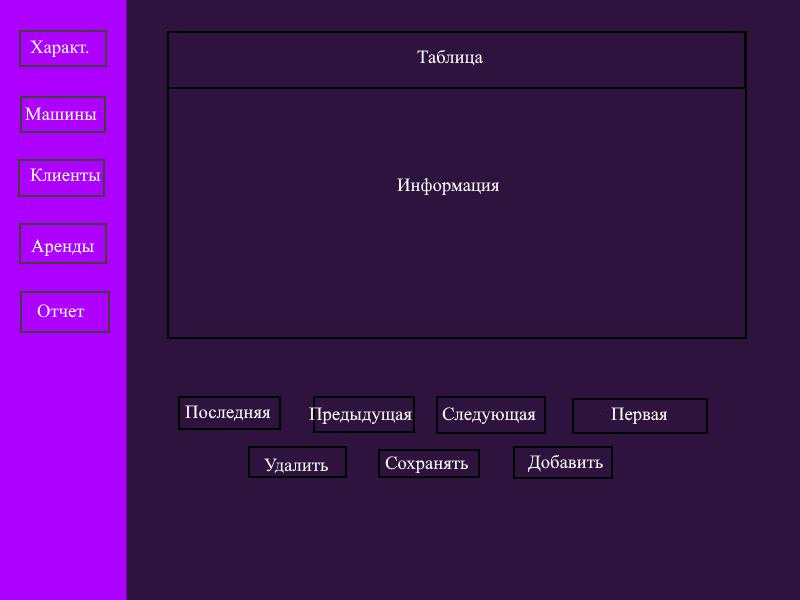 Характ.
Машины
Клиенты
Аренды
Отчет
Таблица
Информация
Последняя
Предыдущая
Следующая
Первая
Удалить
Сохранять
Добавить